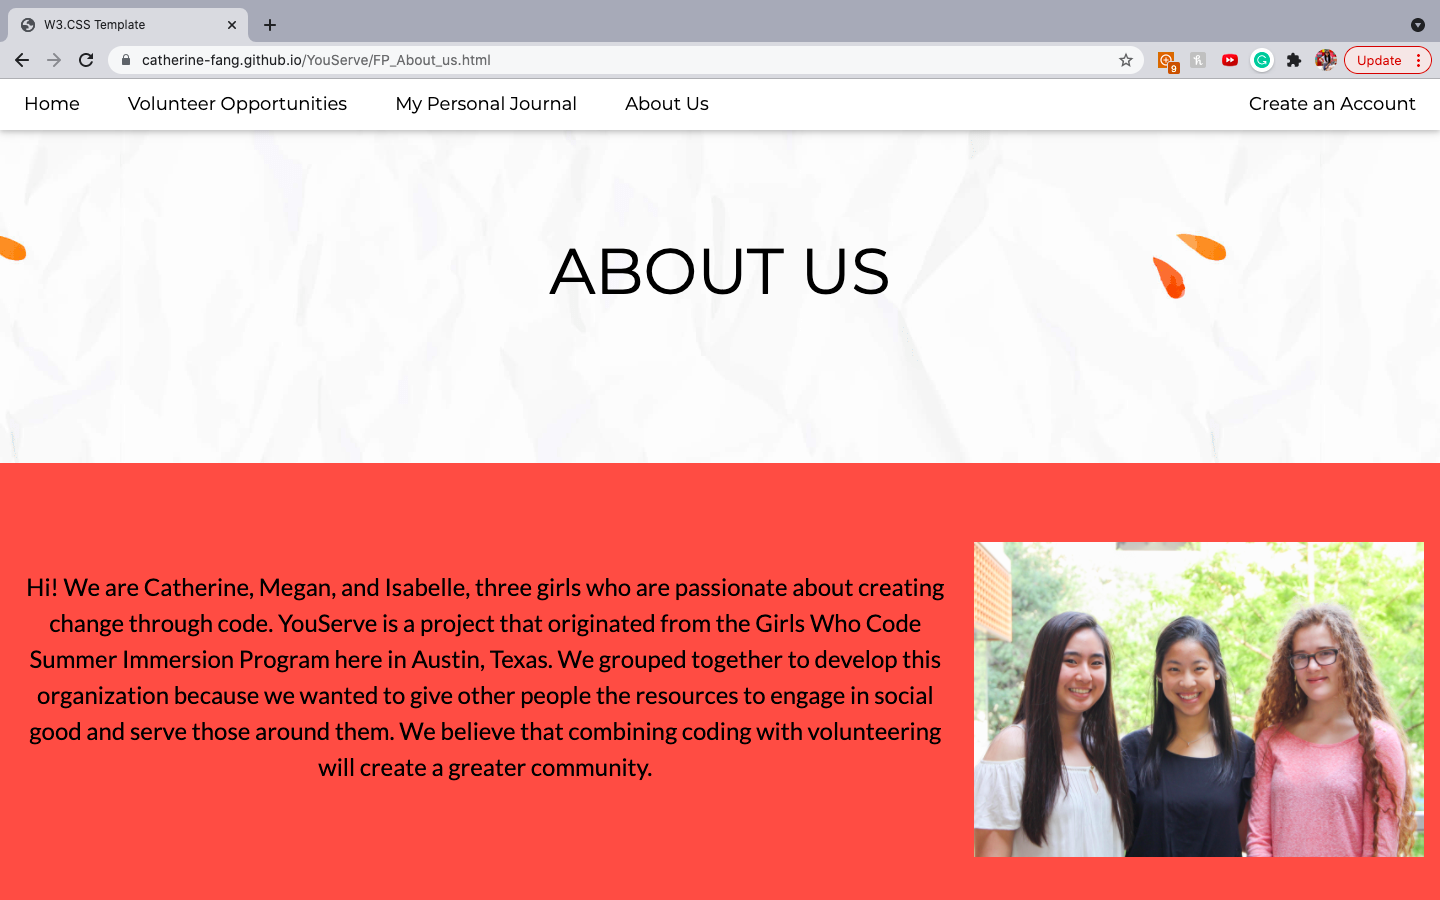 W3.CSS Template
catherine-fang.github.io/YouServe/FP_About_us.html
9
Update
Home Volunteer Opportunities My Personal Journal About Us Create an Account
ABOUT US
Hi! We are Catherine, Megan, and Isabelle, three girls who are passionate about creating
change through code. YouServe is a project that originated from the Girls Who Code
Summer Immersion Program here in Austin, Texas. We grouped together to develop this
organization because we wanted to give other people the resources to engage in social
good and serve those around them. We believe that combining coding with volunteering
will create a greater community.